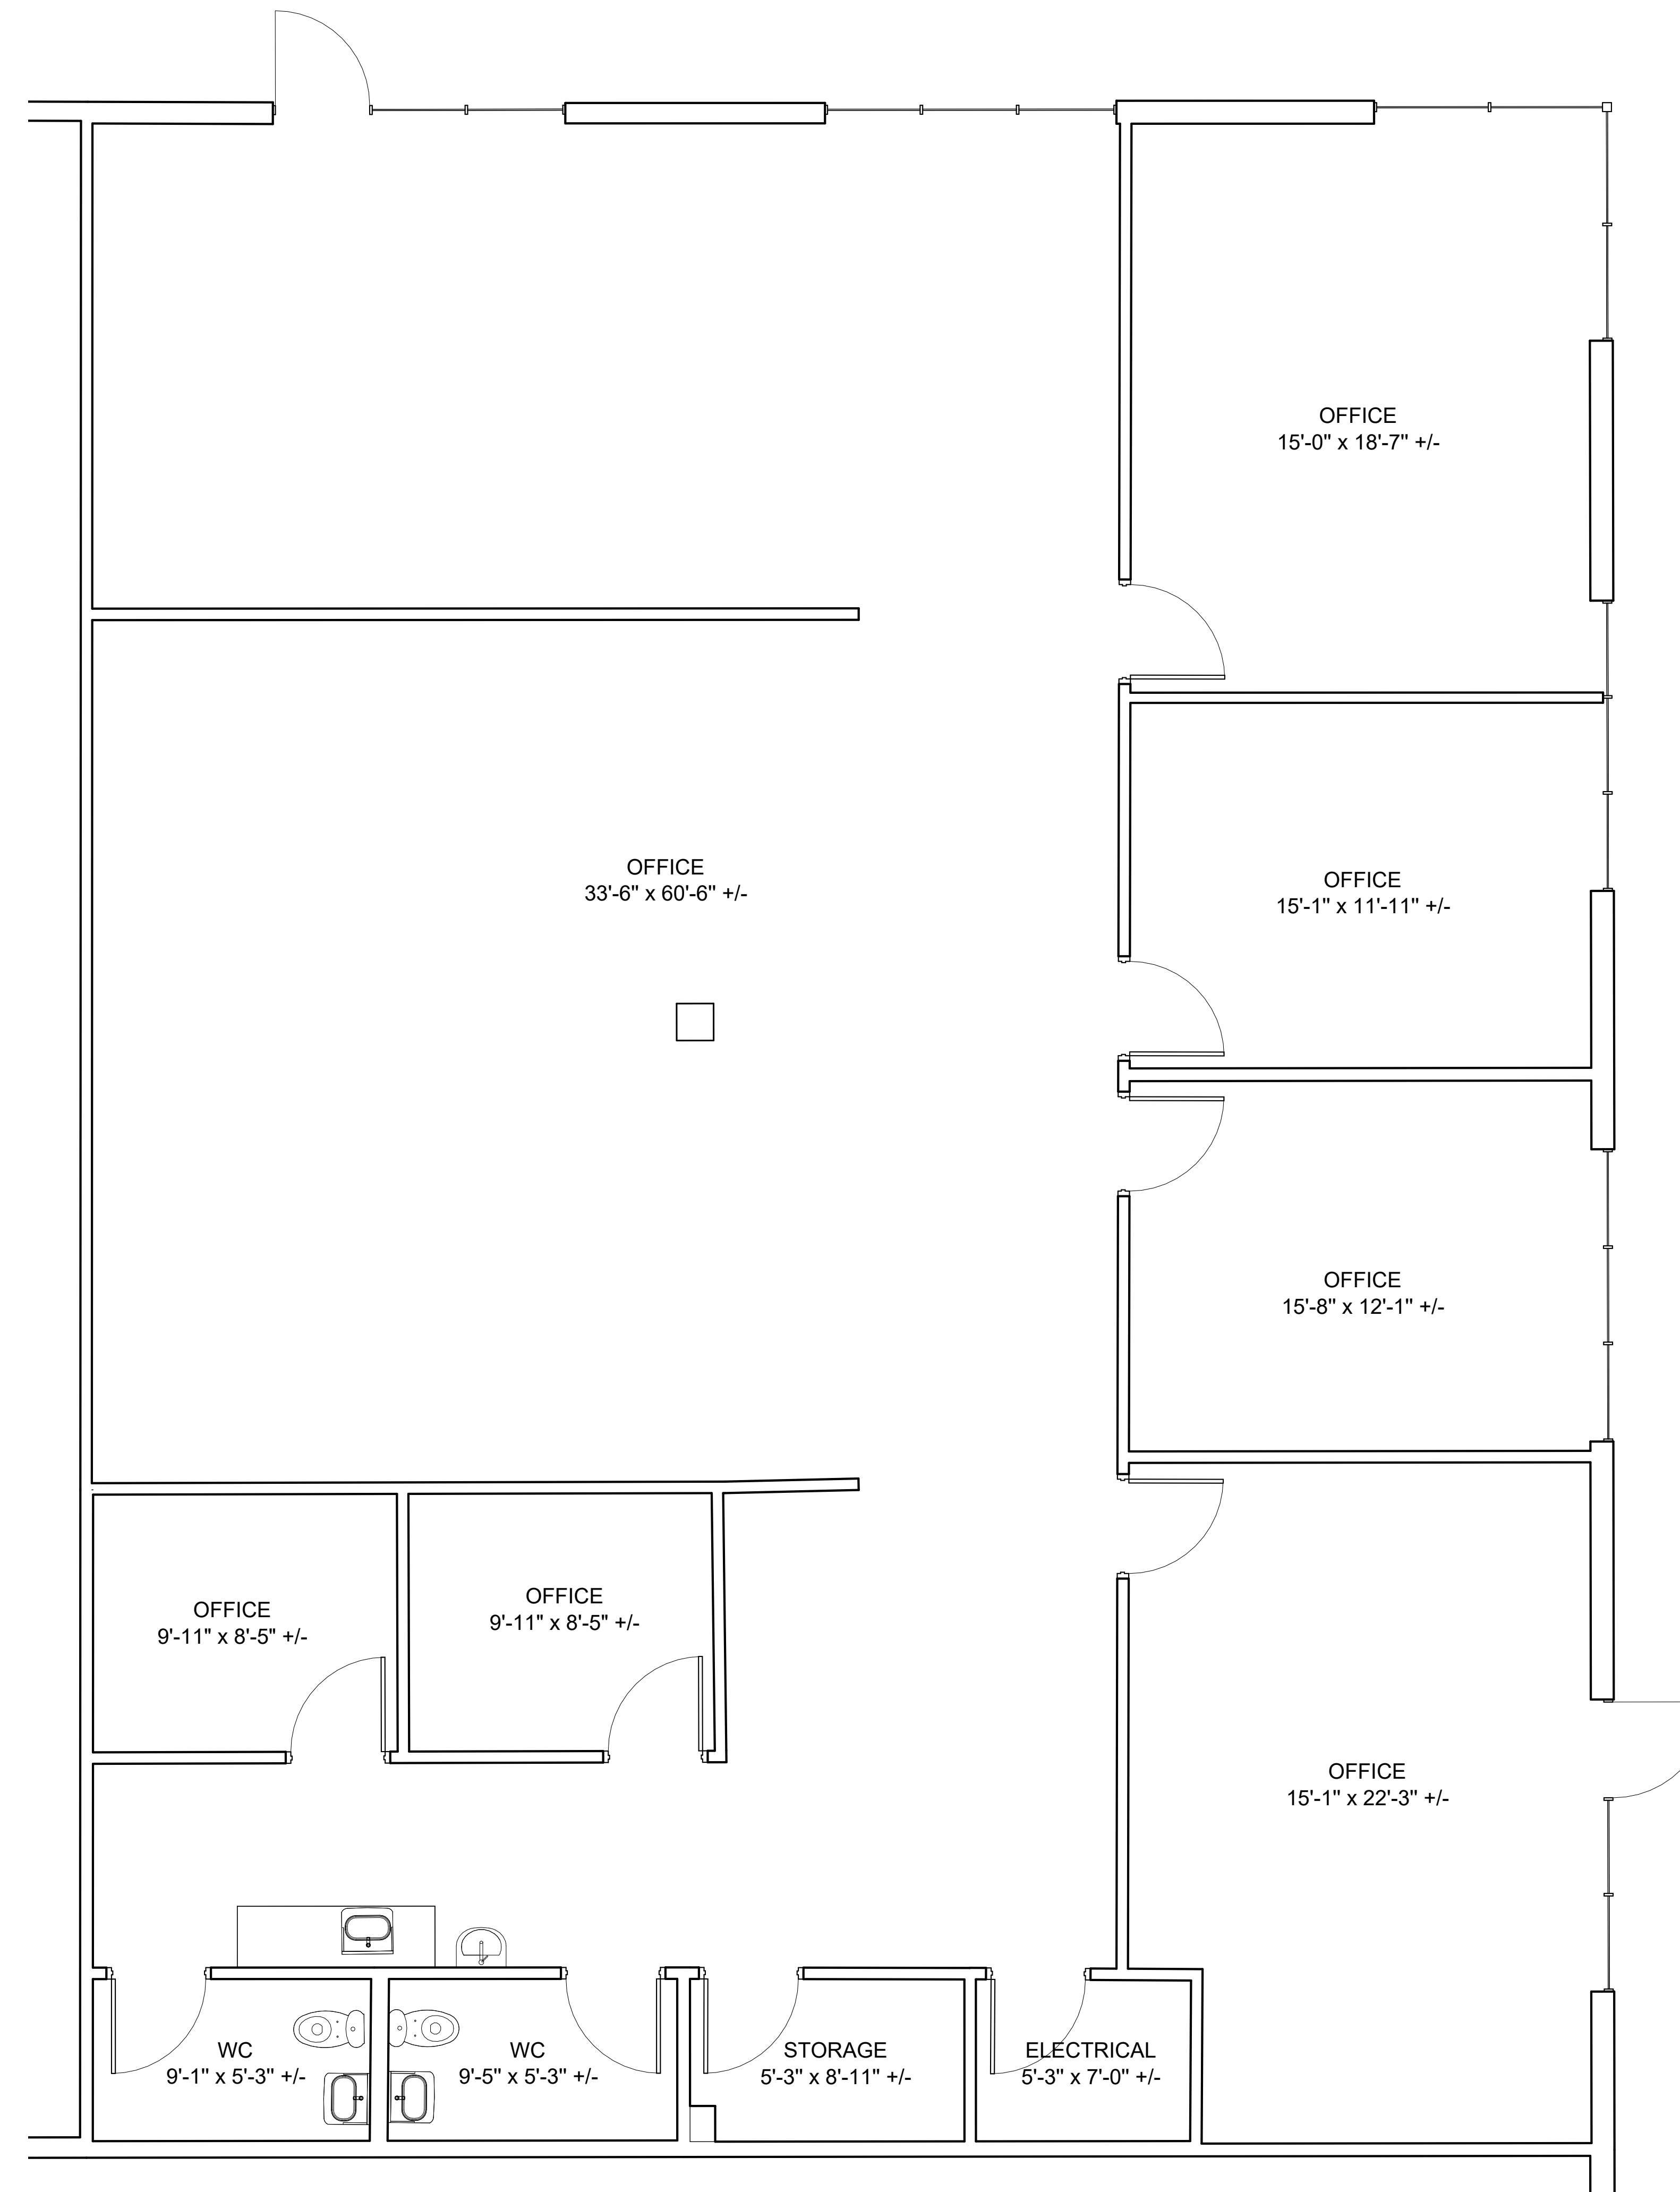 OFFICE
15'-0" x 18'-7" +/-
OFFICE
33'-6" x 60'-6" +/-
OFFICE
15'-1" x 11'-11" +/-
OFFICE
15'-8" x 12'-1" +/-
OFFICE
9'-11" x 8'-5" +/-
OFFICE
9'-11" x 8'-5" +/-
OFFICE
15'-1" x 22'-3" +/-
WC
9'-1" x 5'-3" +/-
WC
9'-5" x 5'-3" +/-
STORAGE
5'-3" x 8'-11" +/-
ELECTRICAL
5'-3" x 7'-0" +/-